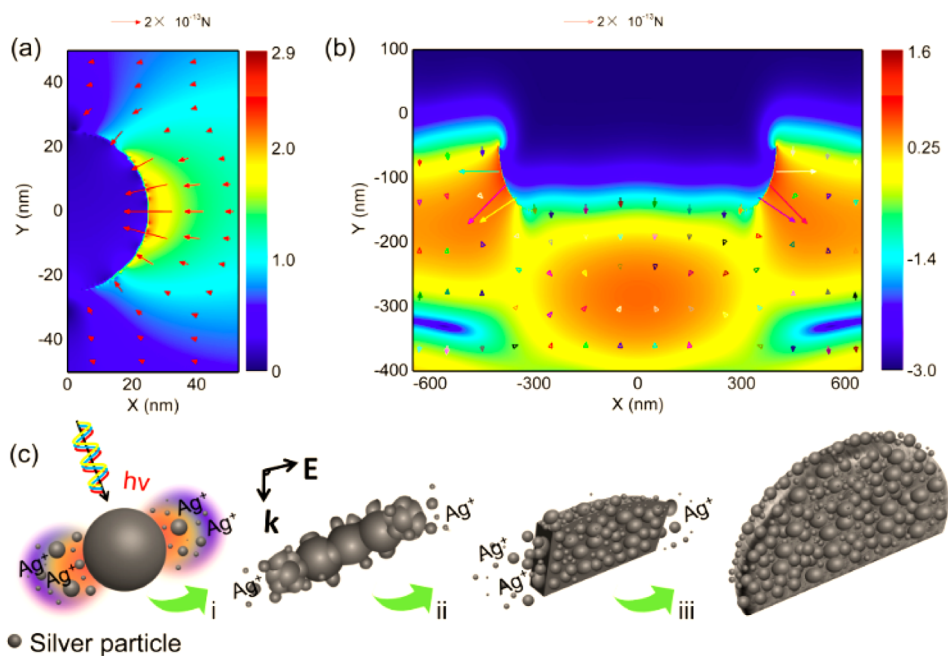 2× 10⁻¹³N
2× 10⁻¹³N
(a)
(b)
40
20
0
-20
-40
Y (nm)
0
20
40
X (nm)
2.9
2.0
1.0
0
100
0
-100
-200
-300
-400
Y (nm)
-600
-300
0
300
600
X (nm)
1.6
0.25
-1.4
-3.0
(c)
hν
Ag⁺
Ag⁺
Ag⁺
Ag⁺
i
E
k
Ag⁺
Ag⁺
ii
Ag⁺
Ag⁺
Ag⁺
iii
Silver particle